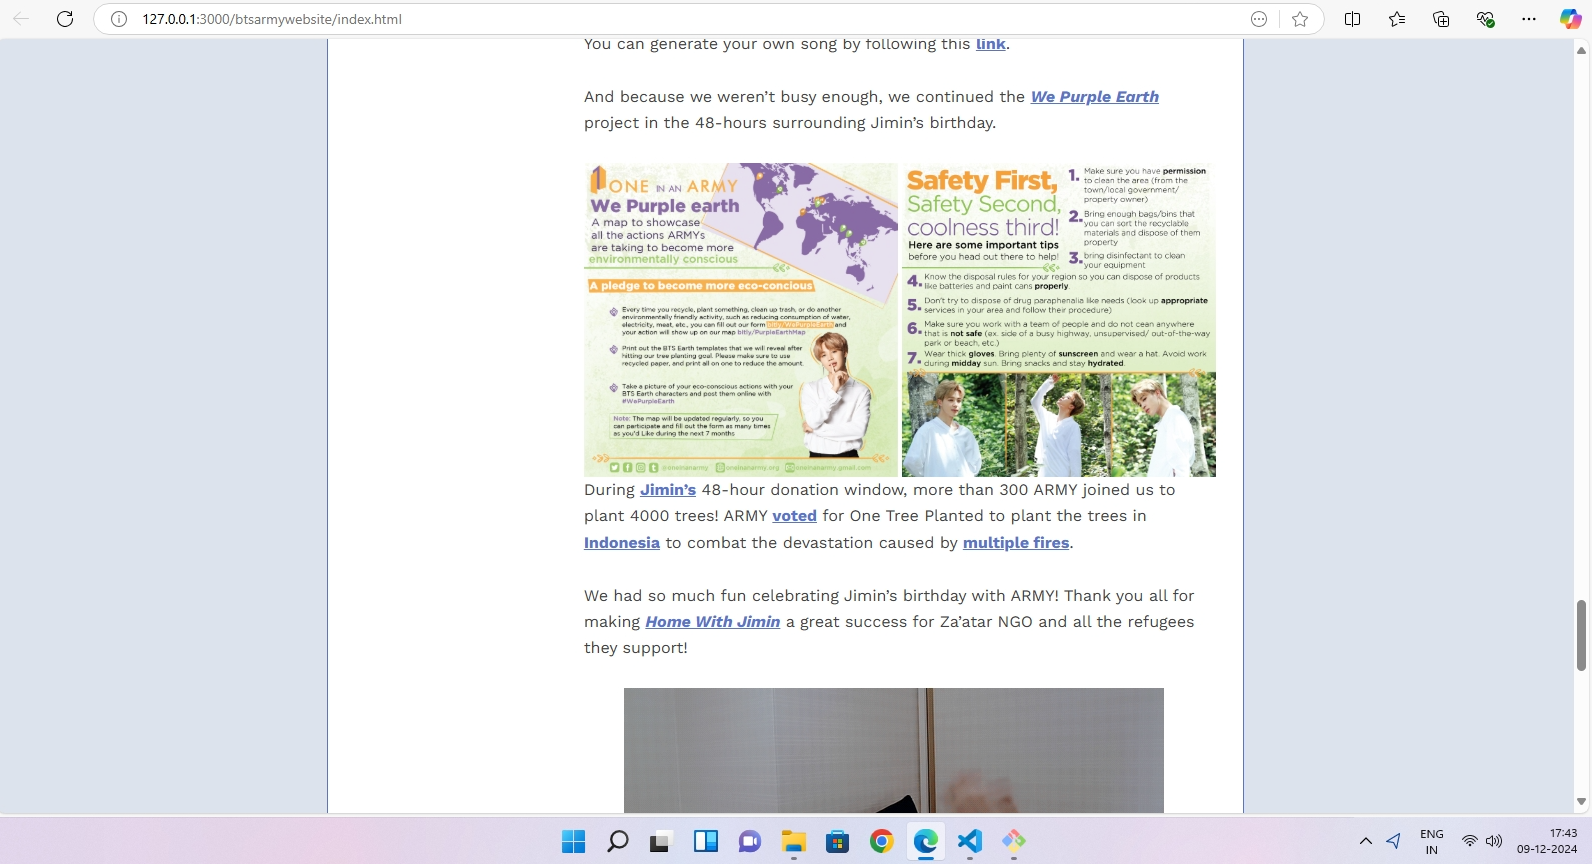 127.0.0.1:3000/btsarmywebsite/index.html
You can generate your own song by following this link.
And because we weren’t busy enough, we continued the We Purple Earth
project in the 48-hours surrounding Jimin’s birthday.
1 ONE IN AN ARMY
We Purple earth
A map to showcase
all the actions ARMYs
are taking to become more
environmentally conscious
A pledge to become more eco-concious
Every time you recycle, plant something, clean up trash, or do another
environmentally friendly activity, such as reducing consumption of water,
electricity, meat, etc., you can fill out our form bitly/WePurpleEarth and
your action will show up on our map bitly/PurpleEarthMap
Print out the BTS Earth templates that we will reveal after
hitting our tree planting goal. Please make sure to use
recycled paper, and print all on one to reduce the amount.
Take a picture of your eco-conscious actions with your
BTS Earth characters and post them online with
#WePurpleEarth
Note: The map will be updated regularly, so you
can participate and fill out the form as many times
as you'd Like during the next 7 months
Safety First,
Safety Second,
coolness third!
Here are some important tips
before you head out there to help!
1. Make sure you have permission
to clean the area (from the
town/local government/
property owner)
2. Bring enough bags/bins that
you can sort the recyclable
materials and dispose of them
property
3. bring disinfectant to clean
your equipment
4. Know the disposal rules for your region so you can dispose of products
like batteries and paint cans properly.
5. Don't try to dispose of drug paraphenalia like needs (look up appropriate
services in your area and follow their procedure)
6. Make sure you work with a team of people and do not cean anywhere
that is not safe (ex. side of a busy highway, unsupervised/ out-of-the-way
park or beach, etc.)
7. Wear thick gloves. Bring plenty of sunscreen and wear a hat. Avoid work
during midday sun. Bring snacks and stay hydrated.
During Jimin’s 48-hour donation window, more than 300 ARMY joined us to
plant 4000 trees! ARMY voted for One Tree Planted to plant the trees in
Indonesia to combat the devastation caused by multiple fires.
We had so much fun celebrating Jimin’s birthday with ARMY! Thank you all for
making Home With Jimin a great success for Za’atar NGO and all the refugees
they support!
ENG
IN
17:43
09-12-2024